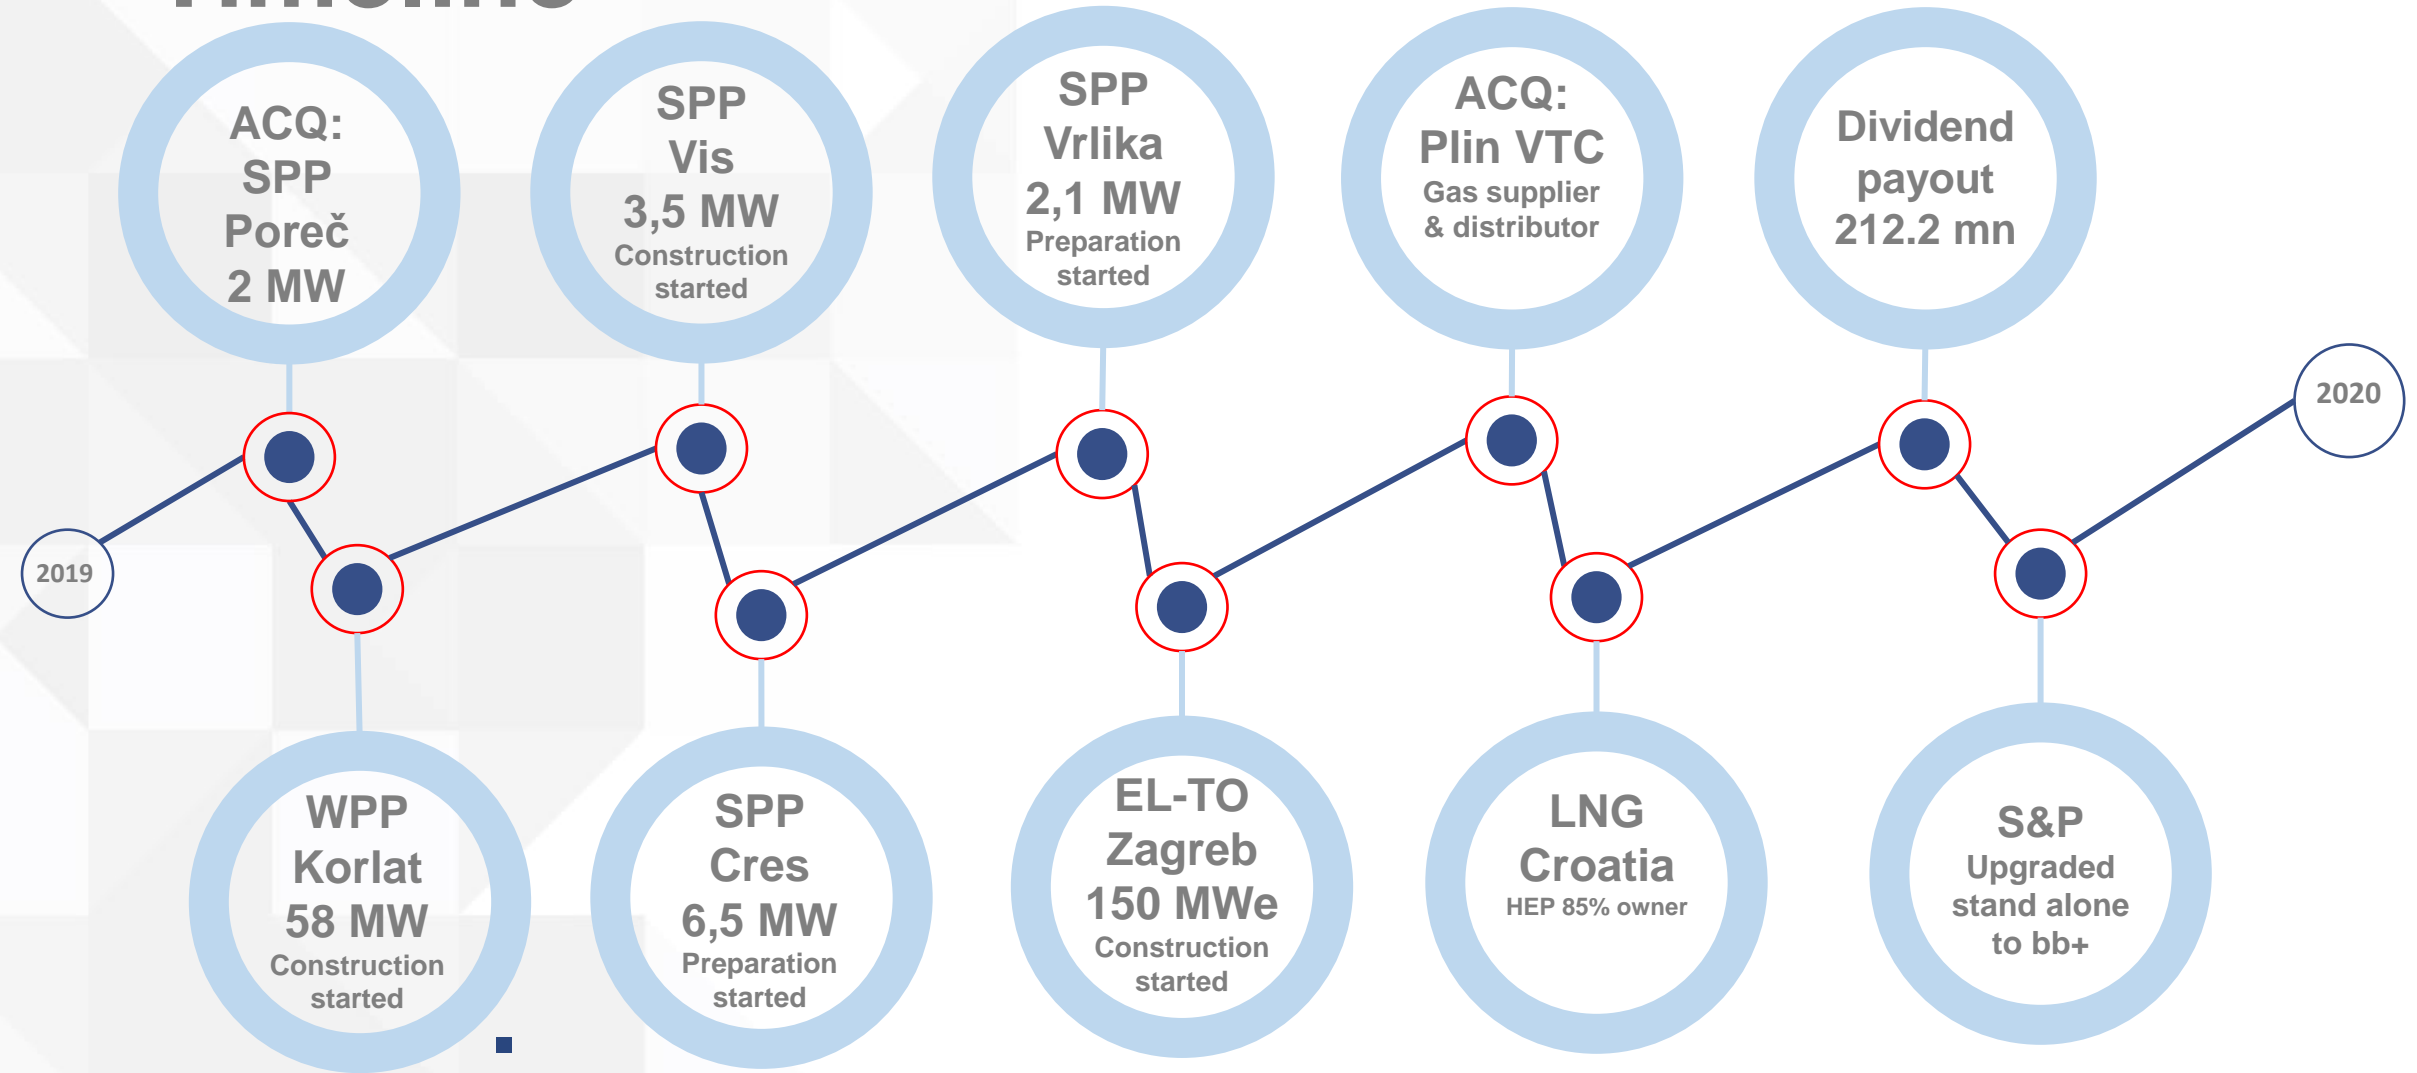 Timeline
ACQ:
SPP
Poreč
2 MW
SPP
Vis
3,5 MW
Construction
started
SPP
Vrlika
2,1 MW
Preparation
started
ACQ:
Plin VTC
Gas supplier
& distributor
Dividend
payout
212.2 mn
2019
2020
WPP
Korlat
58 MW
Construction
started
SPP
Cres
6,5 MW
Preparation
started
EL-TO
Zagreb
150 MWe
Construction
started
LNG
Croatia
HEP 85% owner
S&P
Upgraded
stand alone
to bb+